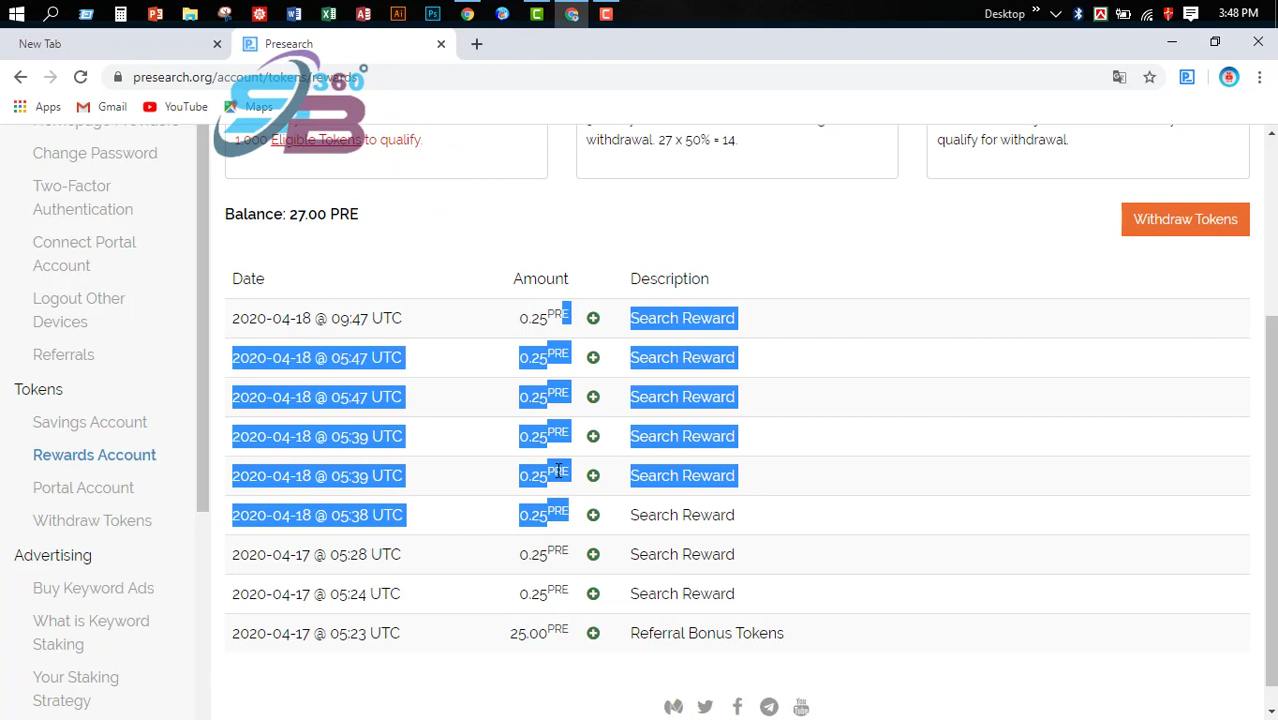 Desktop
3:48 PM
New Tab
Presearch
presearch.org/account/tokens/rewards
Apps
Gmail
YouTube
Maps
360
SB
Change Password
Two-Factor
Authentication
Connect Portal
Account
Logout Other
Devices
Referrals
Tokens
Savings Account
Rewards Account
Portal Account
Withdraw Tokens
Advertising
Buy Keyword Ads
What is Keyword
Staking
Your Staking
Strategy
1,000 Eligible Tokens to qualify.
withdrawal. 27 x 50% = 14.
qualify for withdrawal.
Balance: 27.00 PRE
Withdraw Tokens
Date Amount Description
2020-04-18 @ 09:47 UTC 0.25PRE Search Reward
2020-04-18 @ 05:47 UTC 0.25PRE Search Reward
2020-04-18 @ 05:47 UTC 0.25PRE Search Reward
2020-04-18 @ 05:39 UTC 0.25PRE Search Reward
2020-04-18 @ 05:39 UTC 0.25PRE Search Reward
2020-04-18 @ 05:38 UTC 0.25PRE Search Reward
2020-04-17 @ 05:28 UTC 0.25PRE Search Reward
2020-04-17 @ 05:24 UTC 0.25PRE Search Reward
2020-04-17 @ 05:23 UTC 25.00PRE Referral Bonus Tokens